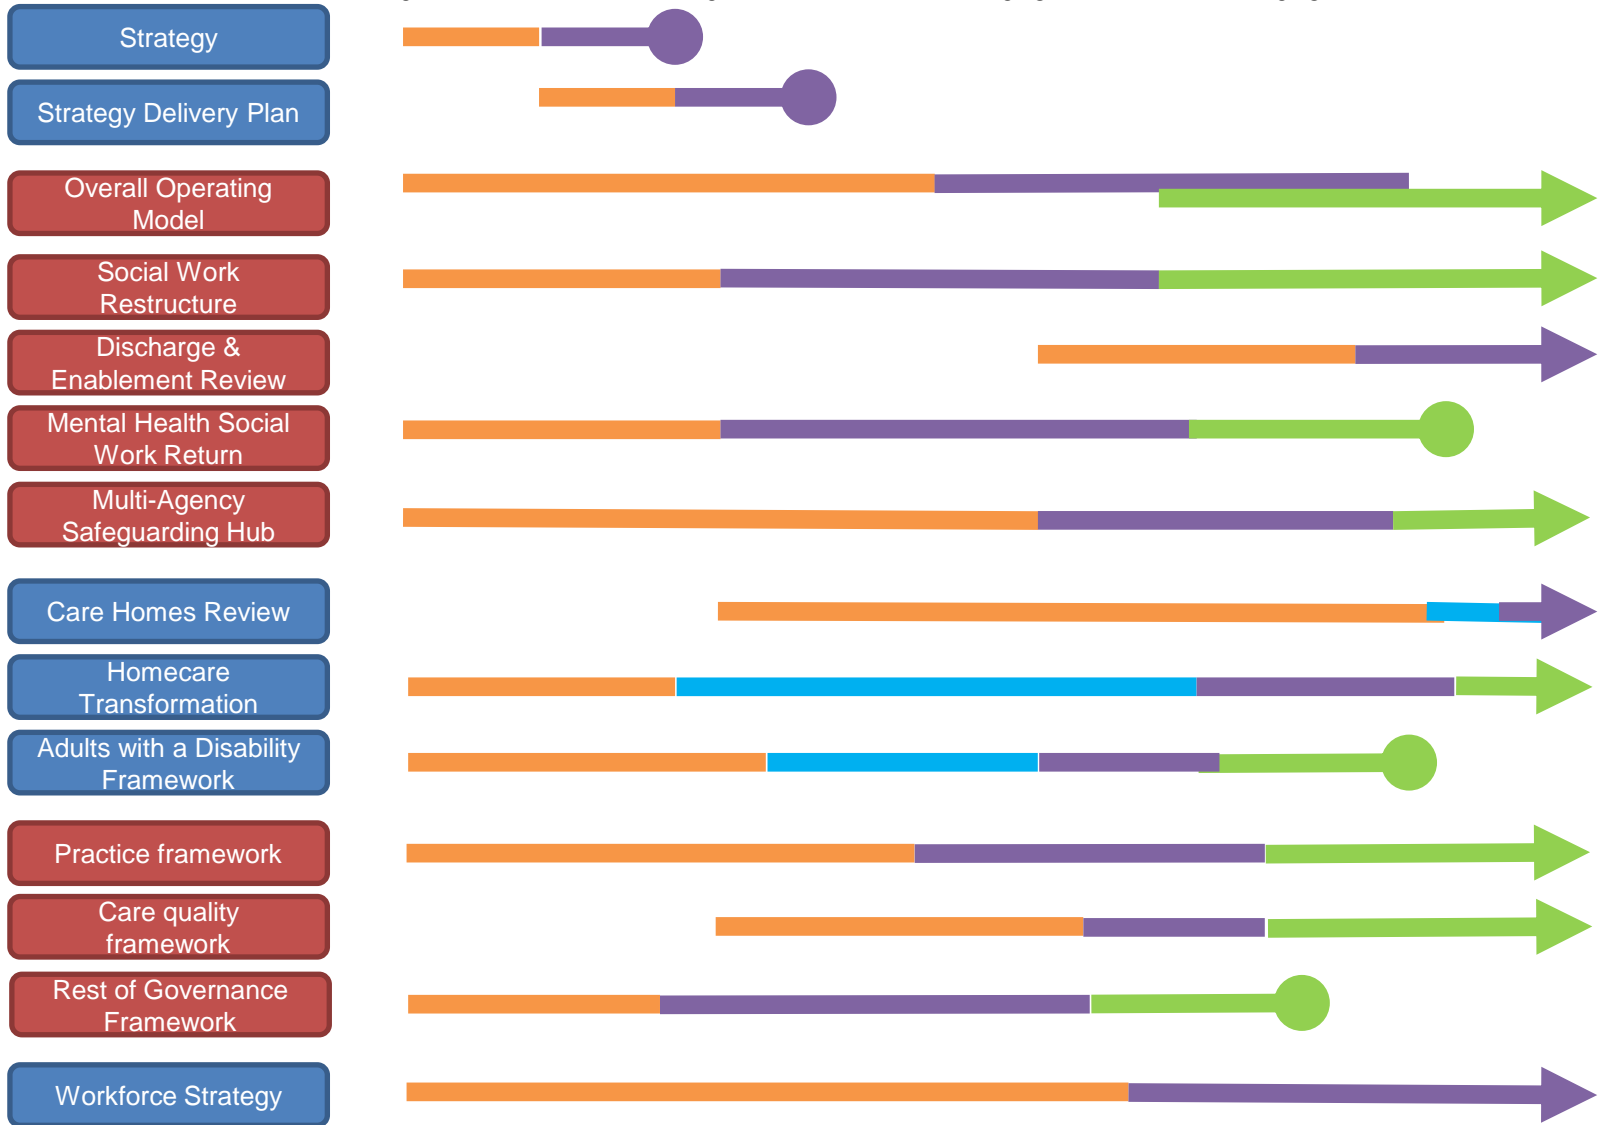 Strategy
Strategy Delivery Plan
Overall Operating
Model
Social Work
Restructure
Discharge &
Enablement Review
Mental Health Social
Work Return
Multi-Agency
Safeguarding Hub
Care Homes Review
Homecare
Transformation
Adults with a Disability
Framework
Practice framework
Care quality
framework
Rest of Governance
Framework
Workforce Strategy